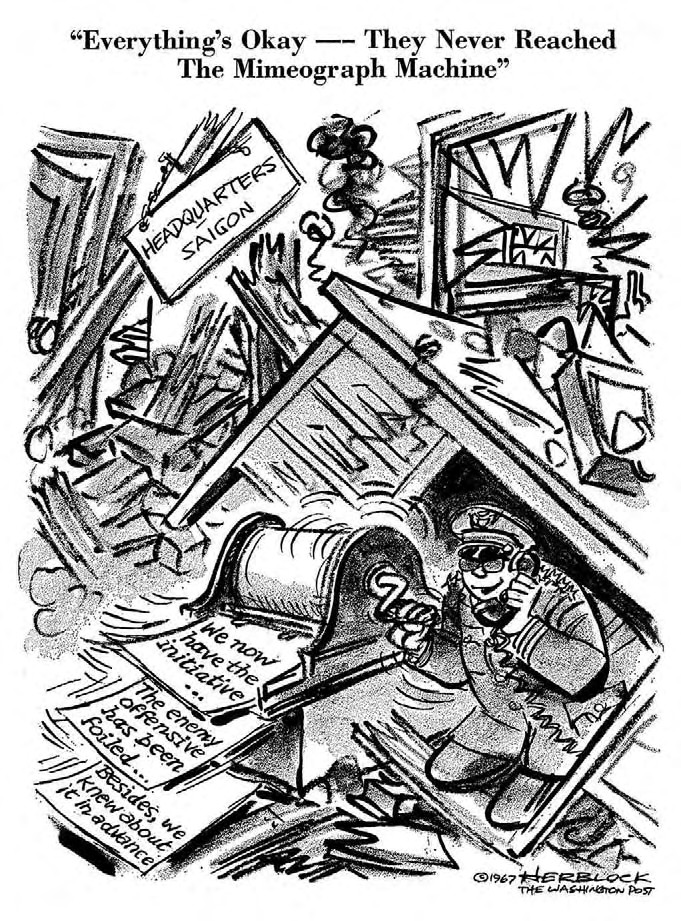 “Everything's Okay –– They Never Reached
The Mimeograph Machine”
HEADQUARTERS
SAIGON
We now
have the
initiative
...
The enemy
offensive
has been
foiled...
Besides, we
knew about
it in advance
©1967 HERBLOCK
THE WASHINGTON POST